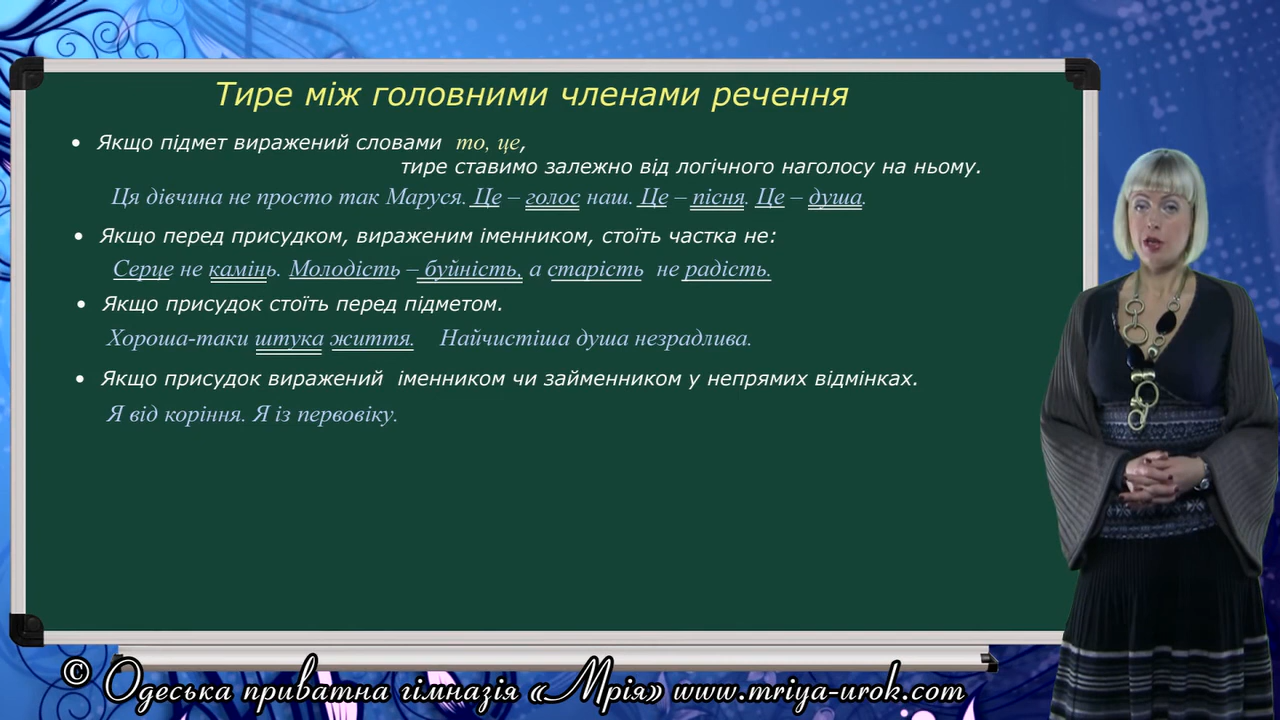 Тире між головними членами речення
• Якщо підмет виражений словами то, це,
тире ставимо залежно від логічного наголосу на ньому.
Ця дівчина не просто так Маруся. Це – голос наш. Це – пісня. Це – душа.
• Якщо перед присудком, вираженим іменником, стоїть частка не:
Серце не камінь. Молодість – буйність, а старість не радість.
• Якщо присудок стоїть перед підметом.
Хороша-таки штука життя. Найчистіша душа незрадлива.
• Якщо присудок виражений іменником чи займенником у непрямих відмінках.
Я від коріння. Я із первовіку.
© Одеська приватна гімназія «Мрія» www.mriya-urok.com